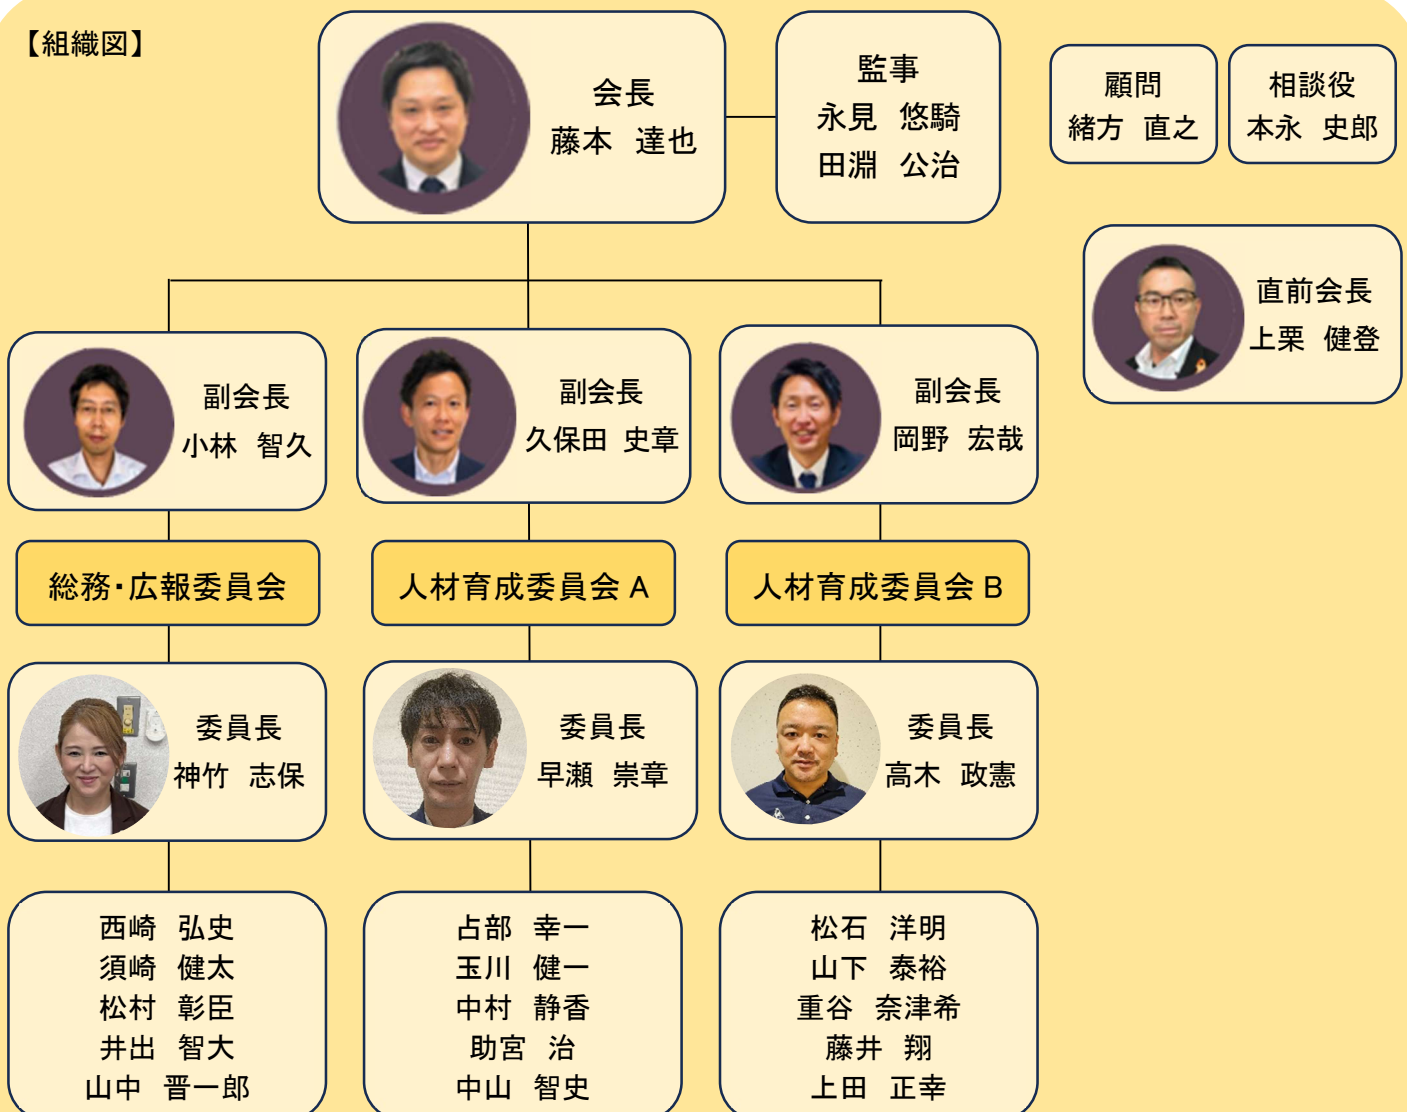 【組織図】
会長
藤本 達也
監事
永見 悠騎
田淵 公治
顧問
緒方 直之
相談役
本永 史郎
直前会長
上栗 健登
副会長
小林 智久
副会長
久保田 史章
副会長
岡野 宏哉
総務・広報委員会
人材育成委員会 A
人材育成委員会 B
委員長
神竹 志保
委員長
早瀬 崇章
委員長
高木 政憲
西崎 弘史
須崎 健太
松村 彰臣
井出 智大
山中 晋一郎
占部 幸一
玉川 健一
中村 静香
助宮 治
中山 智史
松石 洋明
山下 泰裕
重谷 奈津希
藤井 翔
上田 正幸